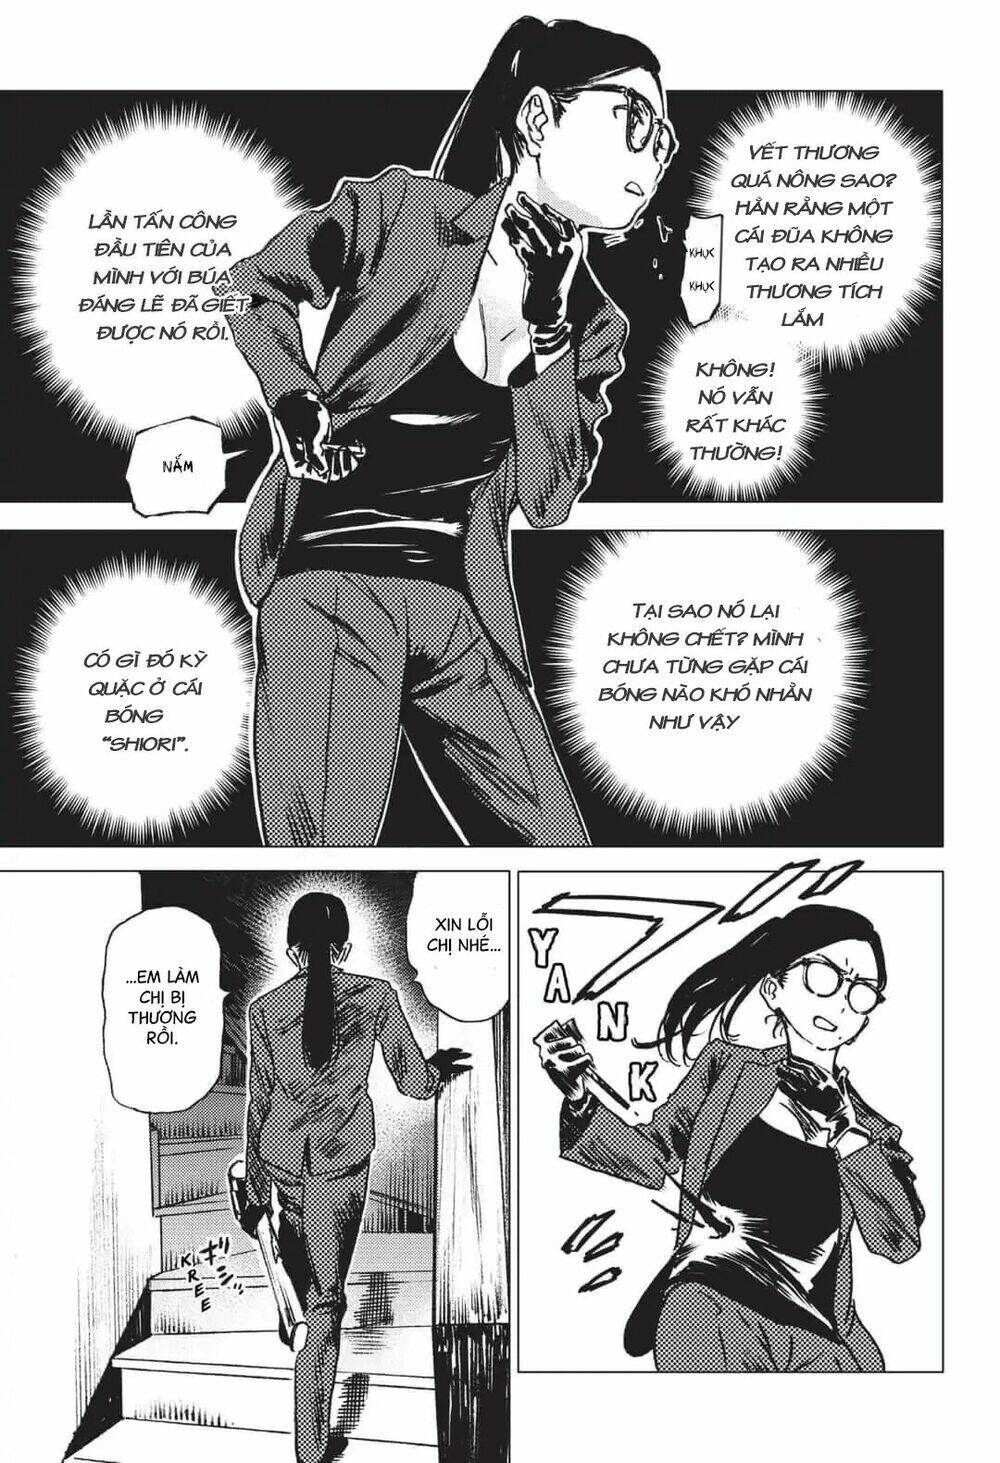 VẾT THƯƠNG
QUÁ NÔNG SAO?
HẲN RẰNG MỘT
CÁI ĐŨA KHÔNG
TẠO RA NHIỀU
THƯƠNG TÍCH
LẮM
KHỤC
KHỤC
KHÔNG!
NÓ VẪN
RẤT KHÁC
THƯỜNG!
LẦN TẤN CÔNG
ĐẦU TIÊN CỦA
MÌNH VỚI BÚA
ĐÁNG LẼ ĐÃ GIẾT
ĐƯỢC NÓ RỒI.
NẮM
TẠI SAO NÓ LẠI
KHÔNG CHẾT? MÌNH
CHƯA TỪNG GẶP CÁI
BÓNG NÀO KHÓ NHẰN
NHƯ VẬY
CÓ GÌ ĐÓ KỲ
QUẶC Ở CÁI
BÓNG
“SHIORI”.
YANK
XIN LỖI
CHỊ NHÉ...
...EM LÀM
CHỊ BỊ
THƯƠNG
RỒI.
ギシ
KREE